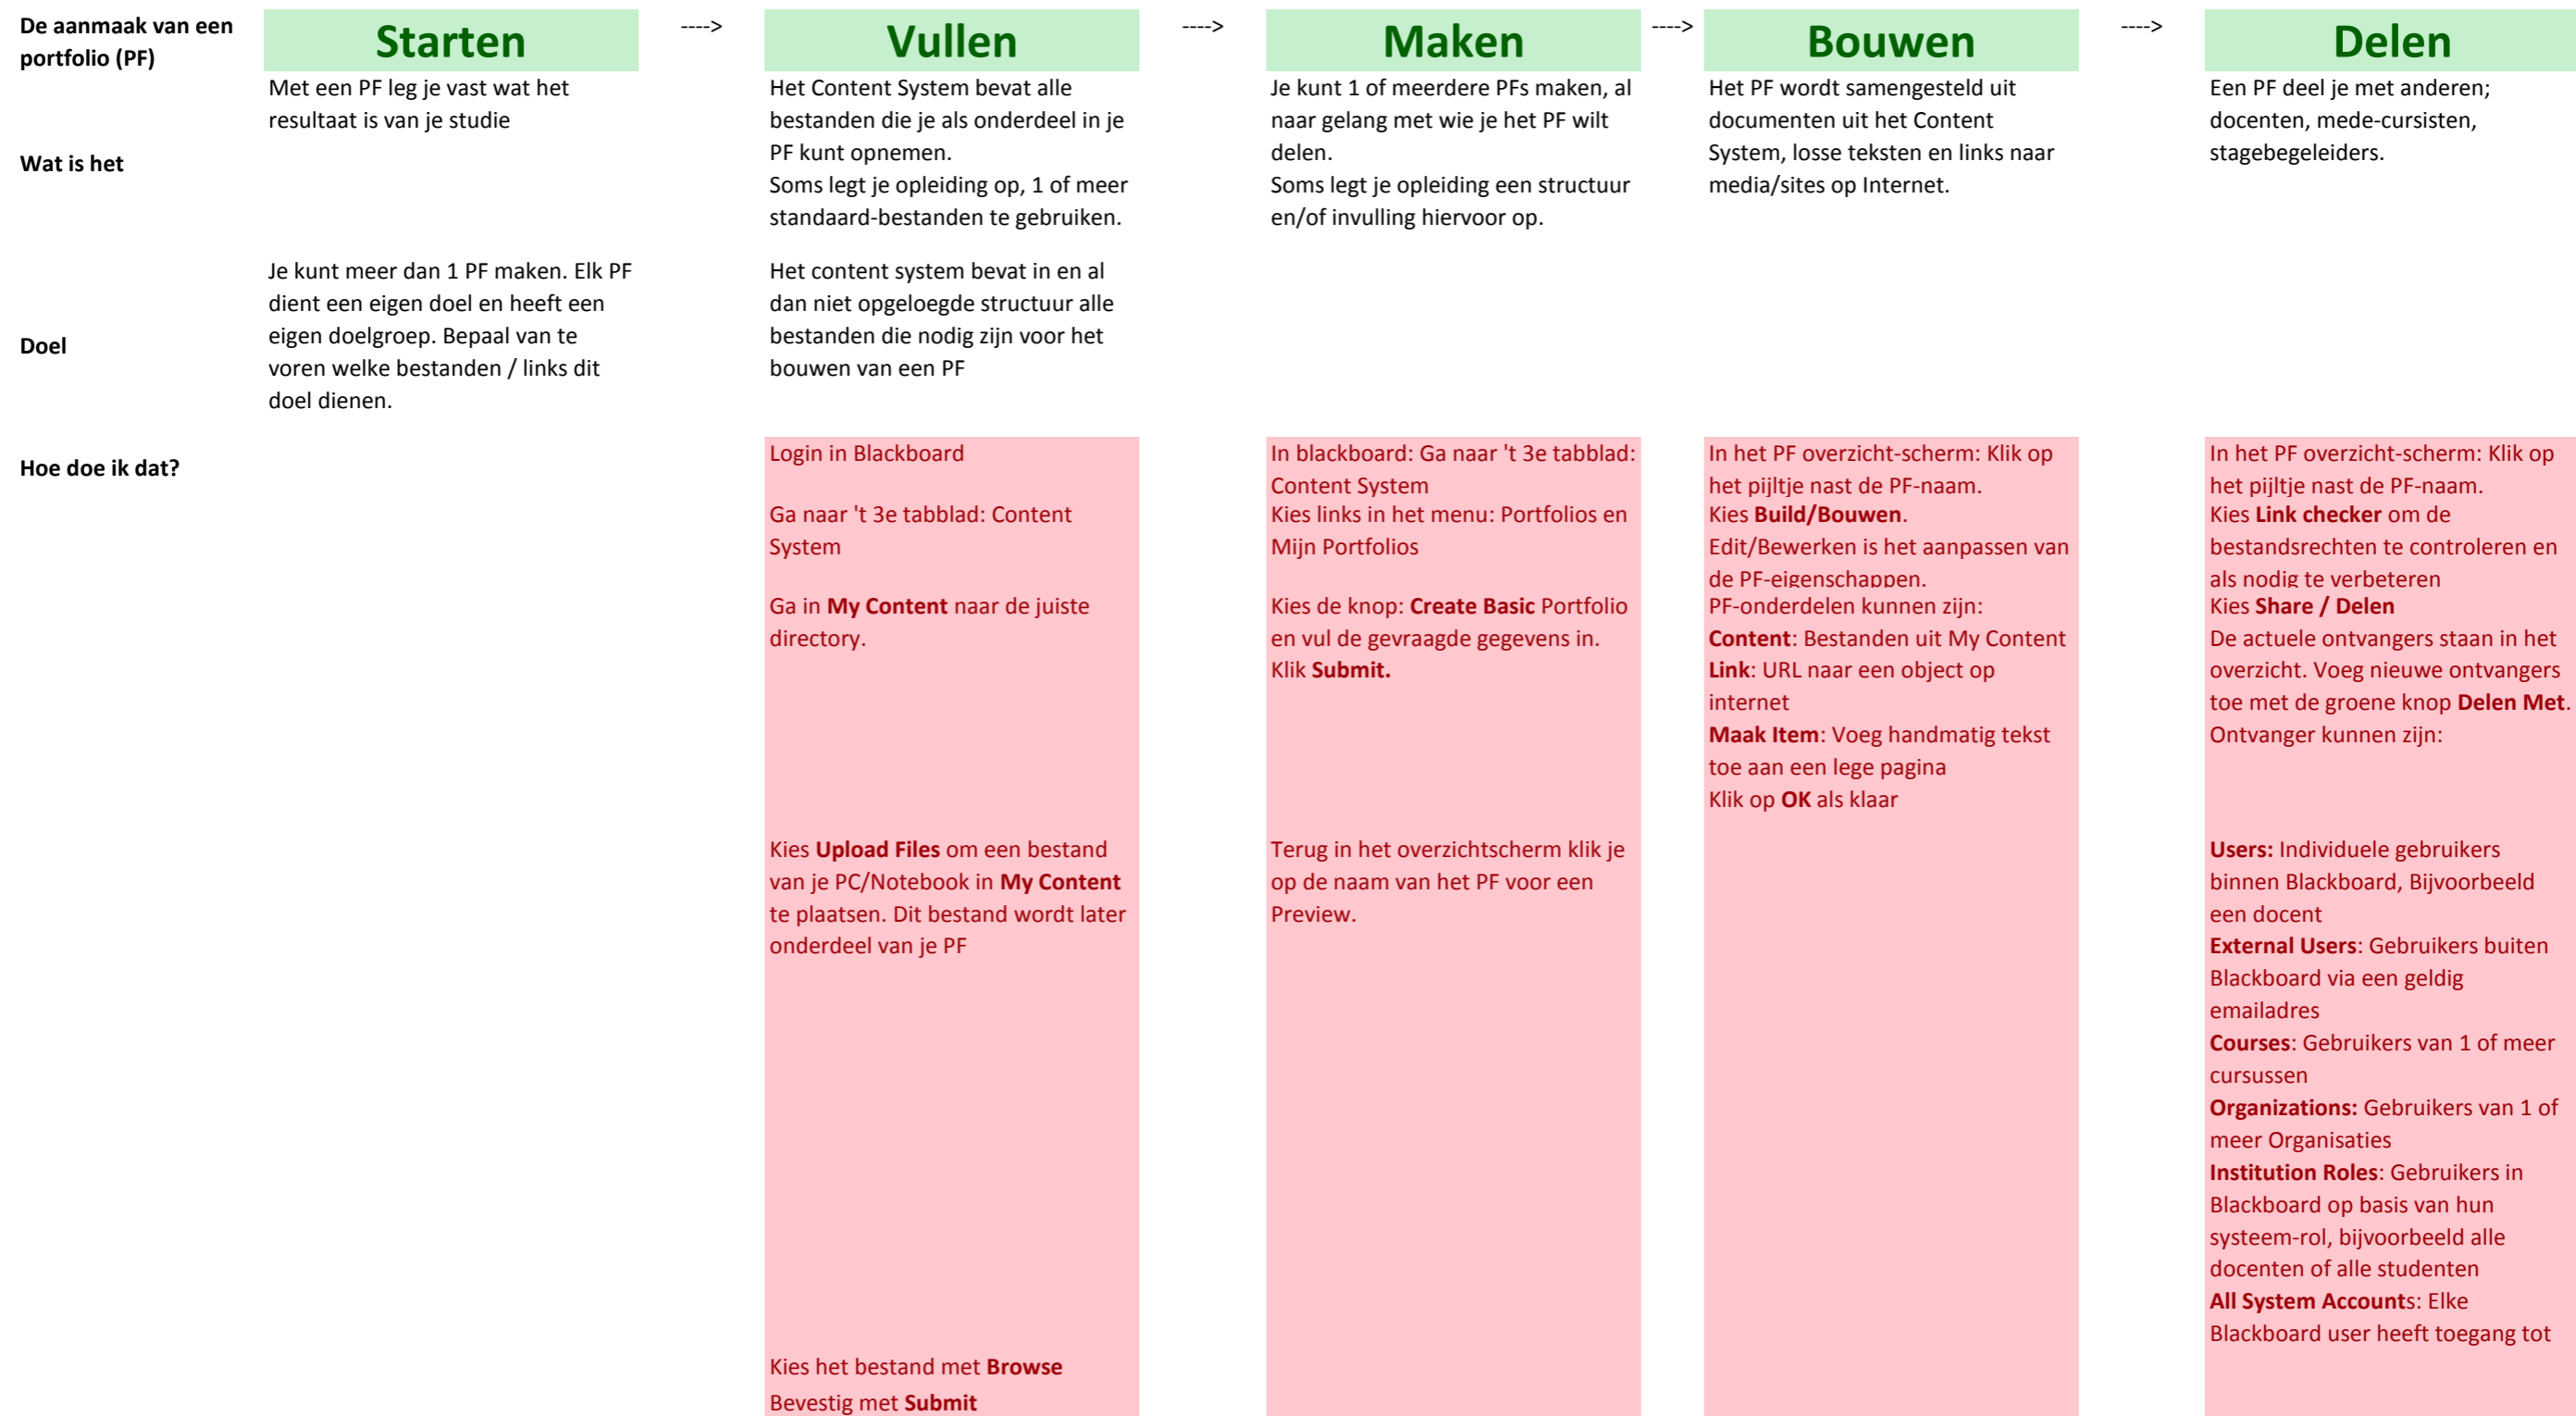 De aanmaak van een
portfolio (PF)
Starten
---->
Vullen
---->
Maken
---->
Bouwen
---->
Delen
Wat is het
Met een PF leg je vast wat het
resultaat is van je studie
Het Content System bevat alle
bestanden die je als onderdeel in je
PF kunt opnemen.
Soms legt je opleiding op, 1 of meer
standaard-bestanden te gebruiken.
Je kunt 1 of meerdere PFs maken, al
naar gelang met wie je het PF wilt
delen.
Soms legt je opleiding een structuur
en/of invulling hiervoor op.
Het PF wordt samengesteld uit
documenten uit het Content
System, losse teksten en links naar
media/sites op Internet.
Een PF deel je met anderen;
docenten, mede-cursisten,
stagebegeleiders.
Doel
Je kunt meer dan 1 PF maken. Elk PF
dient een eigen doel en heeft een
eigen doelgroep. Bepaal van te
voren welke bestanden / links dit
doel dienen.
Het content system bevat in en al
dan niet opgeloegde structuur alle
bestanden die nodig zijn voor het
bouwen van een PF
Hoe doe ik dat?
Login in Blackboard
In blackboard: Ga naar 't 3e tabblad:
Content System
In het PF overzicht-scherm: Klik op
het pijltje nast de PF-naam.
In het PF overzicht-scherm: Klik op
het pijltje nast de PF-naam.
Ga naar 't 3e tabblad: Content
System
Kies links in het menu: Portfolios en
Mijn Portfolios
Kies Build/Bouwen.
Edit/Bewerken is het aanpassen van
de PF-eigenschappen.
Kies Link checker om de
bestandsrechten te controleren en
als nodig te verbeteren
Ga in My Content naar de juiste
directory.
Kies de knop: Create Basic Portfolio
en vul de gevraagde gegevens in.
Klik Submit.
PF-onderdelen kunnen zijn:
Content: Bestanden uit My Content
Link: URL naar een object op
internet
Maak Item: Voeg handmatig tekst
toe aan een lege pagina
Klik op OK als klaar
Kies Share / Delen
De actuele ontvangers staan in het
overzicht. Voeg nieuwe ontvangers
toe met de groene knop Delen Met.
Ontvanger kunnen zijn:
Kies Upload Files om een bestand
van je PC/Notebook in My Content
te plaatsen. Dit bestand wordt later
onderdeel van je PF
Terug in het overzichtscherm klik je
op de naam van het PF voor een
Preview.
Users: Individuele gebruikers
binnen Blackboard, Bijvoorbeeld
een docent
External Users: Gebruikers buiten
Blackboard via een geldig
emailadres
Courses: Gebruikers van 1 of meer
cursussen
Organizations: Gebruikers van 1 of
meer Organisaties
Institution Roles: Gebruikers in
Blackboard op basis van hun
systeem-rol, bijvoorbeeld alle
docenten of alle studenten
All System Accounts: Elke
Blackboard user heeft toegang tot
Kies het bestand met Browse
Bevestig met Submit